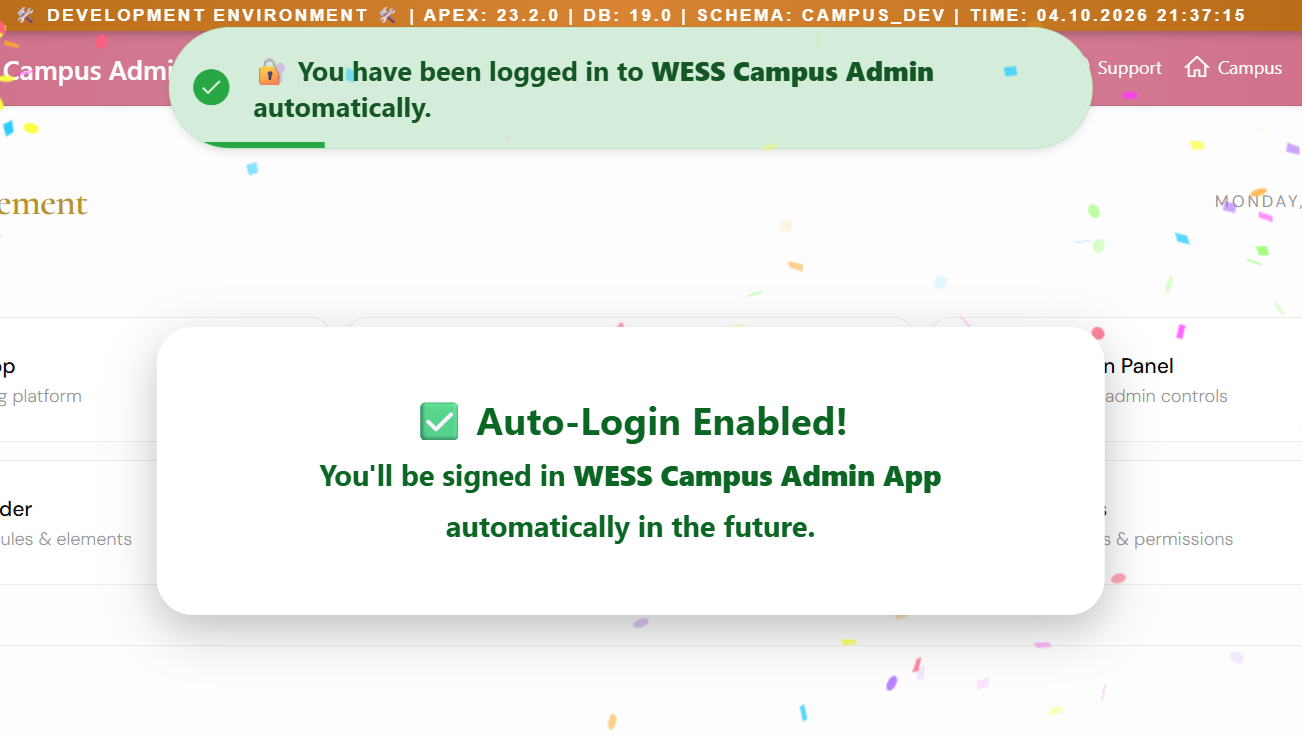 🛠 DEVELOPMENT ENVIRONMENT 🛠 | APEX: 23.2.0 | DB: 19.0 | SCHEMA: CAMPUS_DEV | TIME: 04.10.2026 21:37:15
Campus Admi
Support
Campus
🔐 You have been logged in to WESS Campus Admin
automatically.
ement
MONDAY,
op
g platform
n Panel
admin controls
✅ Auto-Login Enabled!
You'll be signed in WESS Campus Admin App
automatically in the future.
der
ules & elements
s
s & permissions